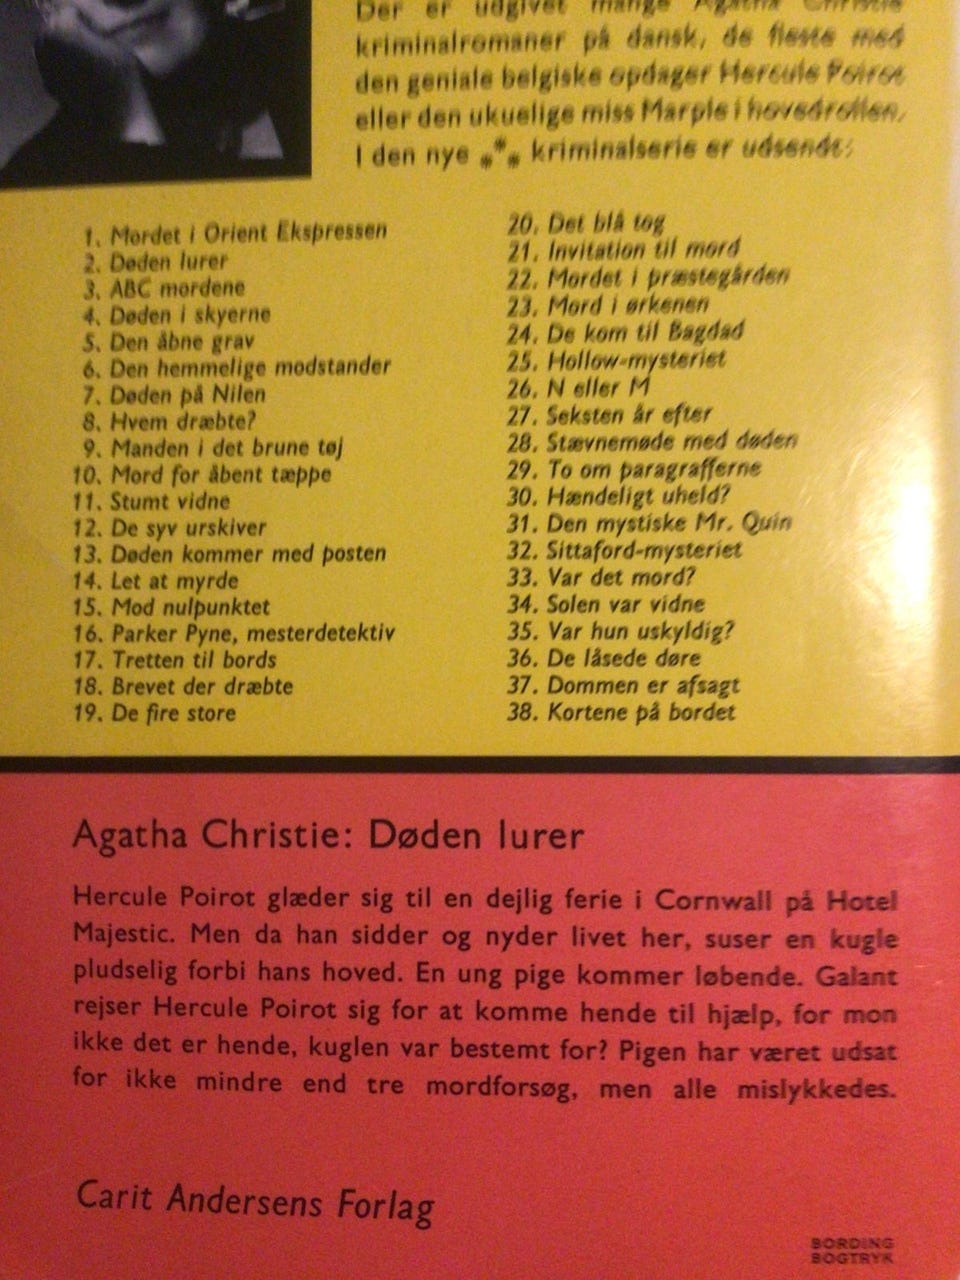 Der er udgivet mange Agatha Christie
kriminalromaner på dansk, de fleste med
den geniale belgiske opdager Hercule Poirot
eller den ukuelige miss Marple i hovedrollen.
I den nye *** kriminalserie er udsendt:
1. Mordet i Orient Ekspressen
2. Døden lurer
3. ABC mordene
4. Døden i skyerne
5. Den åbne grav
6. Den hemmelige modstander
7. Døden på Nilen
8. Hvem dræbte?
9. Manden i det brune tøj
10. Mord for åbent tæppe
11. Stumt vidne
12. De syv urskiver
13. Døden kommer med posten
14. Let at myrde
15. Mod nulpunktet
16. Parker Pyne, mesterdetektiv
17. Tretten til bords
18. Brevet der dræbte
19. De fire store
20. Det blå tog
21. Invitation til mord
22. Mordet i præstegården
23. Mord i ørkenen
24. De kom til Bagdad
25. Hollow-mysteriet
26. N eller M
27. Seksten år efter
28. Stævnemøde med døden
29. To om paragrafferne
30. Hændeligt uheld?
31. Den mystiske Mr. Quin
32. Sittaford-mysteriet
33. Var det mord?
34. Solen var vidne
35. Var hun uskyldig?
36. De låsede døre
37. Dommen er afsagt
38. Kortene på bordet
Agatha Christie: Døden lurer
Hercule Poirot glæder sig til en dejlig ferie i Cornwall på Hotel
Majestic. Men da han sidder og nyder livet her, suser en kugle
pludselig forbi hans hoved. En ung pige kommer løbende. Galant
rejser Hercule Poirot sig for at komme hende til hjælp, for mon
ikke det er hende, kuglen var bestemt for? Pigen har været udsat
for ikke mindre end tre mordforsøg, men alle mislykkedes.
Carit Andersens Forlag
BORDING
BOGTRYK